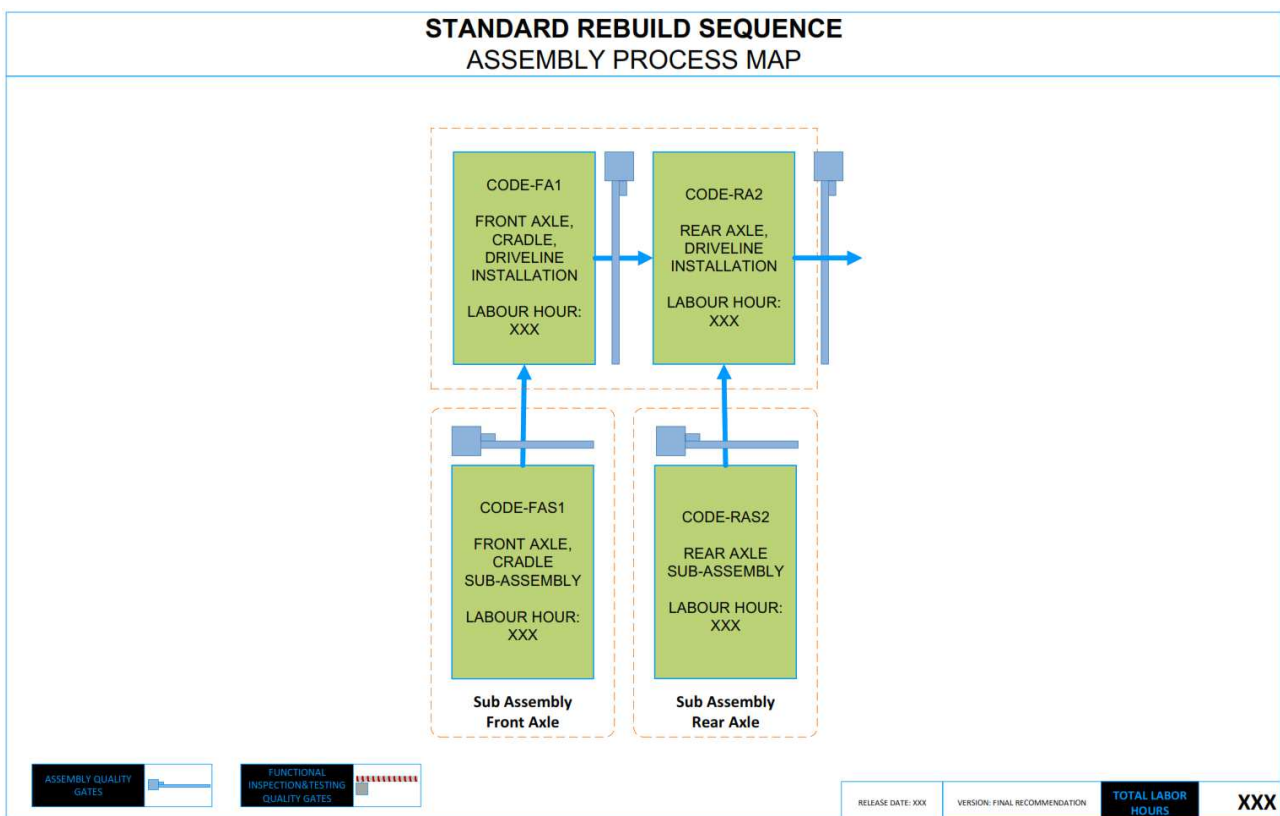 STANDARD REBUILD SEQUENCE
ASSEMBLY PROCESS MAP
CODE-FA1
FRONT AXLE,
CRADLE,
DRIVELINE
INSTALLATION
LABOUR HOUR:
XXX
CODE-RA2
REAR AXLE,
DRIVELINE
INSTALLATION
LABOUR HOUR:
XXX
CODE-FAS1
FRONT AXLE,
CRADLE
SUB-ASSEMBLY
LABOUR HOUR:
XXX
CODE-RAS2
REAR AXLE
SUB-ASSEMBLY
LABOUR HOUR:
XXX
Sub Assembly
Front Axle
Sub Assembly
Rear Axle
ASSEMBLY QUALITY
GATES
FUNCTIONAL
INSPECTION&TESTING
QUALITY GATES
RELEASE DATE: XXX
VERSION: FINAL RECOMMENDATION
TOTAL LABOR
HOURS
XXX